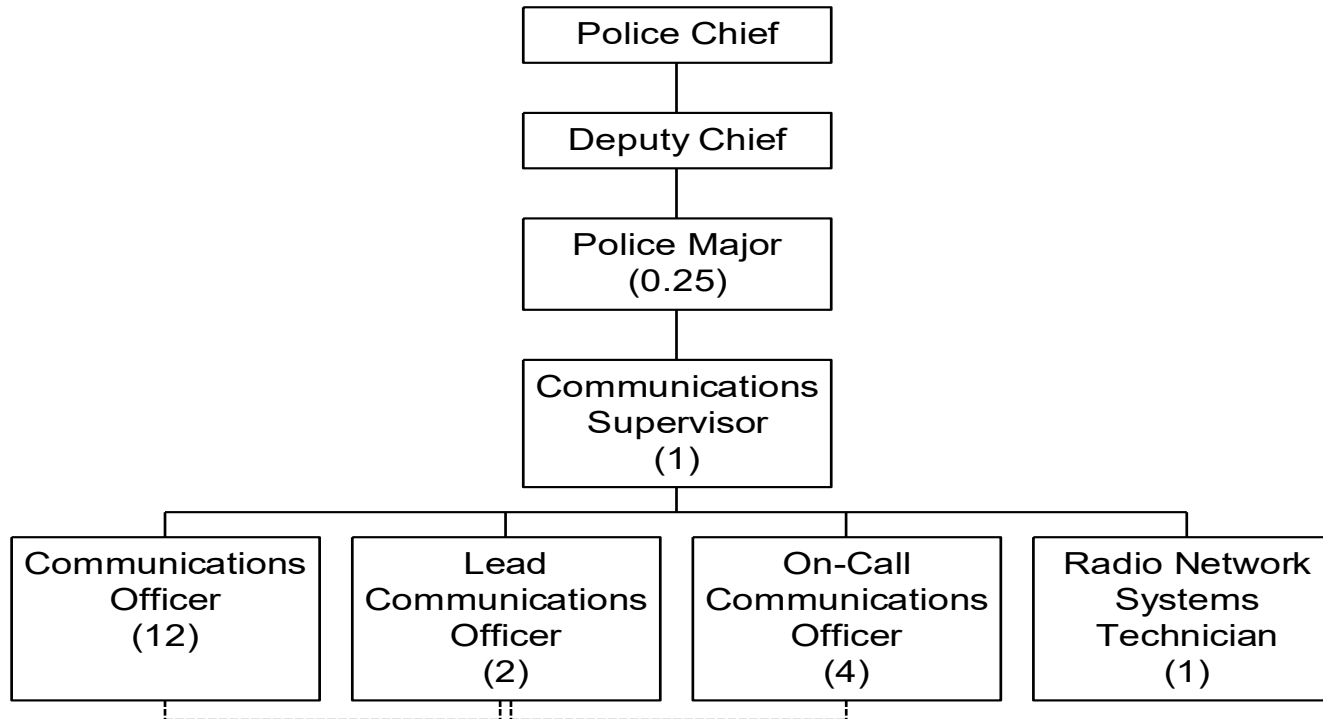 Police Chief
Deputy Chief
Police Major
(0.25)
Communications
Supervisor
(1)
Communications
Officer
(12)
Lead
Communications
Officer
(2)
On-Call
Communications
Officer
(4)
Radio Network
Systems
Technician
(1)